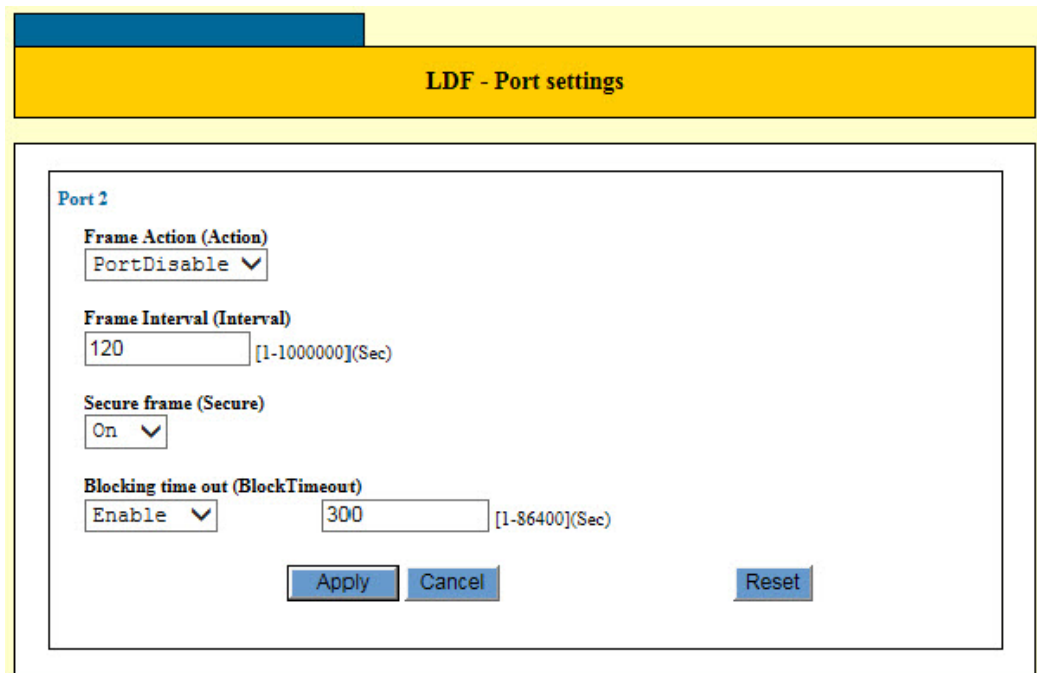 LDF - Port settings
Port 2
Frame Action (Action)
PortDisable
Frame Interval (Interval)
120 [1-1000000](Sec)
Secure frame (Secure)
On
Blocking time out (BlockTimeout)
Enable 300 [1-86400](Sec)
Apply Cancel Reset